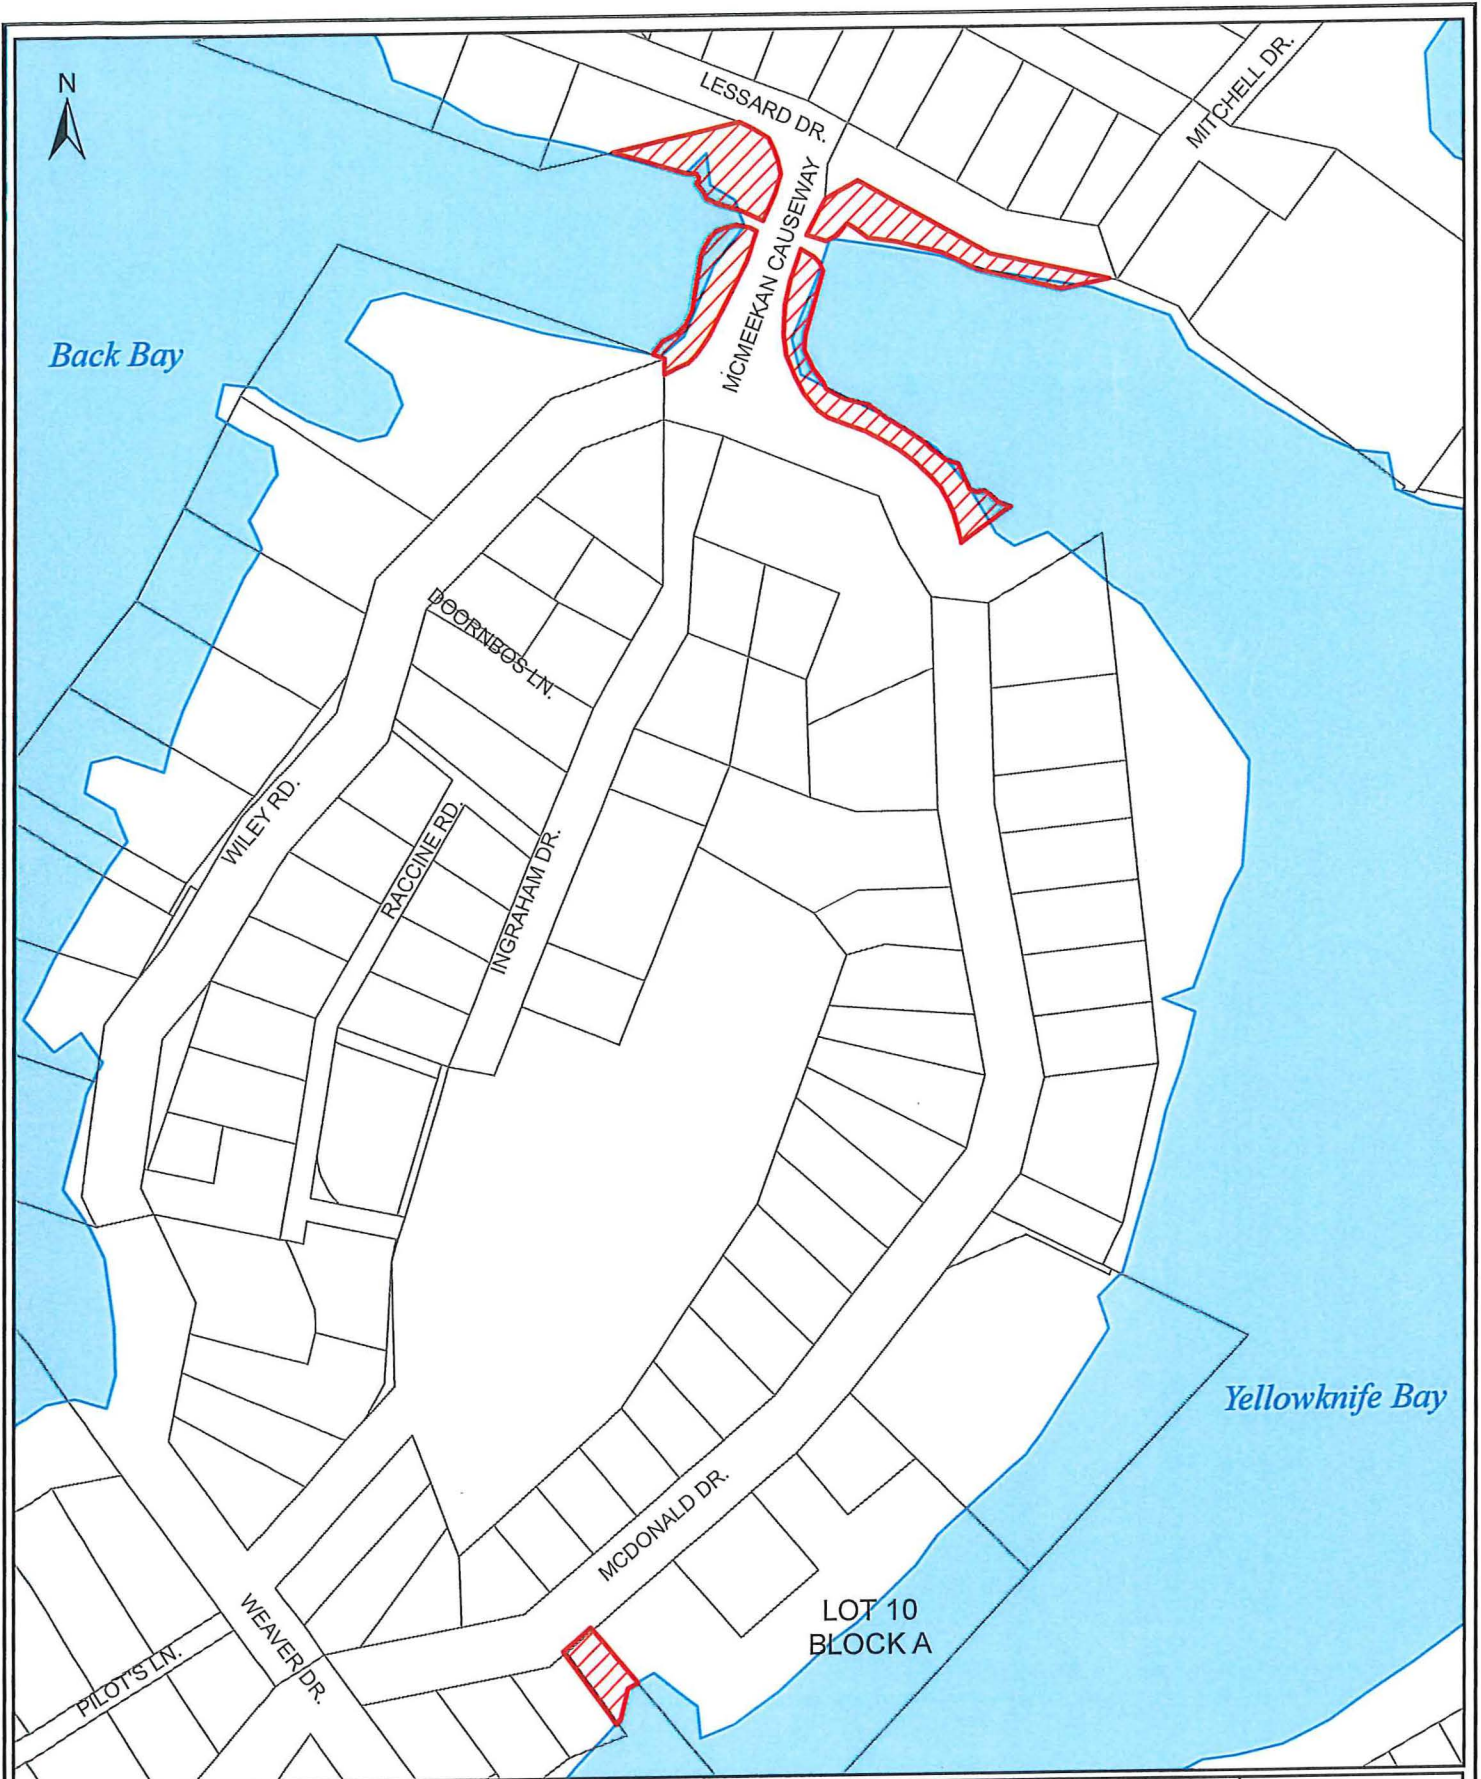 N
LESSARD DR.
MITCHELL DR.
MCMEEKAN CAUSEWAY
Back Bay
DOORNBOS LN.
WILEY RD.
RACCINE RD.
INGRAHAM DR.
Yellowknife Bay
MCDONALD DR.
LOT 10
BLOCK A
WEAVER DR.
PILOT'S LN.